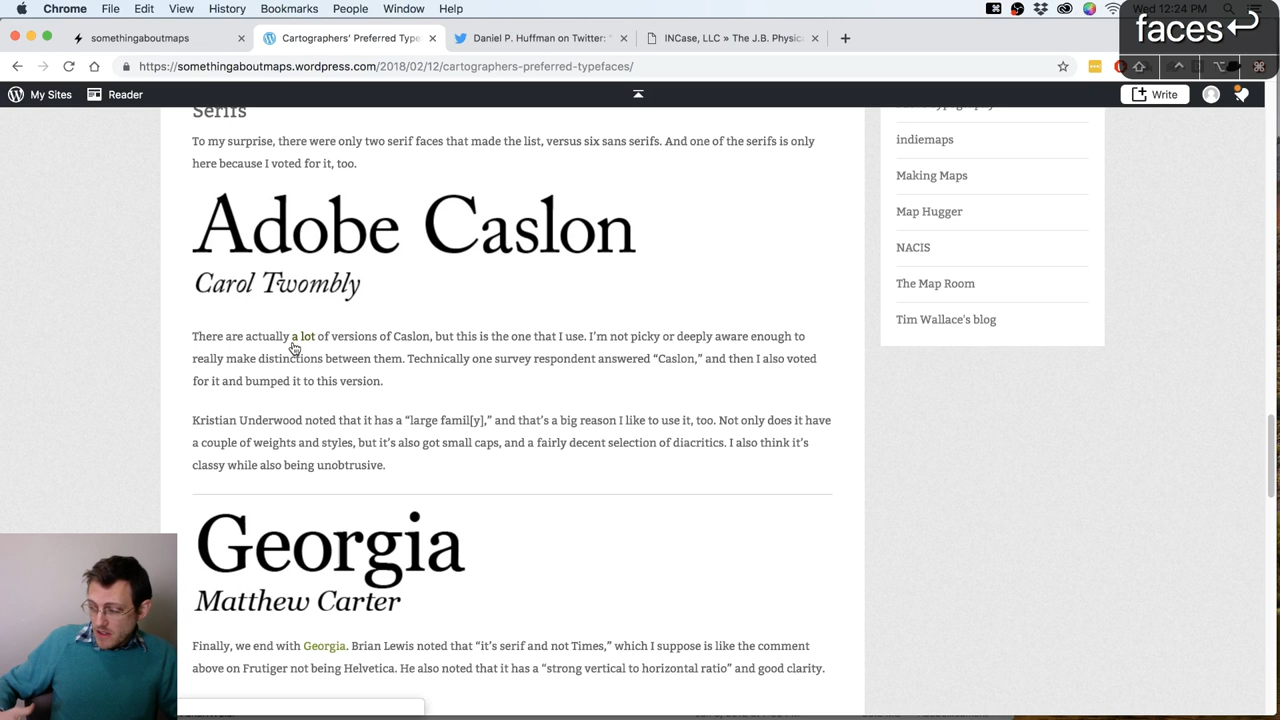 Chrome File Edit View History Bookmarks People Window Help
Wed 12:24 PM
faces
somethingaboutmaps
Cartographers' Preferred Type
Daniel P. Huffman on Twitter: "
INCase, LLC » The J.B. Physica
https://somethingaboutmaps.wordpress.com/2018/02/12/cartographers-preferred-typefaces/
My Sites Reader Write
Serifs
To my surprise, there were only two serif faces that made the list, versus six sans serifs. And one of the serifs is only
here because I voted for it, too.
Adobe Caslon
Carol Twombly
There are actually a lot of versions of Caslon, but this is the one that I use. I'm not picky or deeply aware enough to
really make distinctions between them. Technically one survey respondent answered “Caslon,” and then I also voted
for it and bumped it to this version.
Kristian Underwood noted that it has a “large famil[y],” and that's a big reason I like to use it, too. Not only does it have
a couple of weights and styles, but it's also got small caps, and a fairly decent selection of diacritics. I also think it's
classy while also being unobtrusive.
Georgia
Matthew Carter
Finally, we end with Georgia. Brian Lewis noted that “it's serif and not Times,” which I suppose is like the comment
above on Frutiger not being Helvetica. He also noted that it has a “strong vertical to horizontal ratio” and good clarity.
indiemaps
Making Maps
Map Hugger
NACIS
The Map Room
Tim Wallace's blog